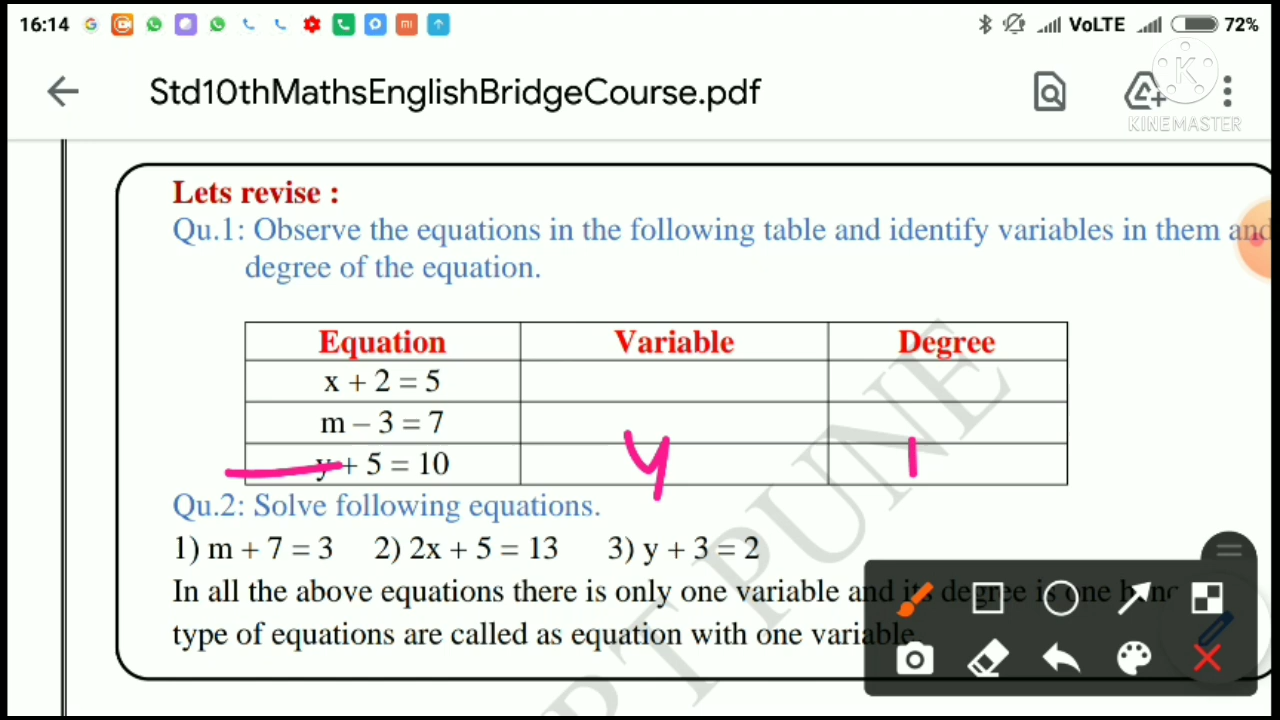 16:14 VoLTE 72%
Std10thMathsEnglishBridgeCourse.pdf
KINEMASTER
Lets revise :
Qu.1: Observe the equations in the following table and identify variables in them and
degree of the equation.
Equation Variable Degree
x + 2 = 5
m – 3 = 7
y + 5 = 10 y 1
Qu.2: Solve following equations.
1) m + 7 = 3 2) 2x + 5 = 13 3) y + 3 = 2
In all the above equations there is only one variable and its degree is one
type of equations are called as equation with one variable
T PUNE